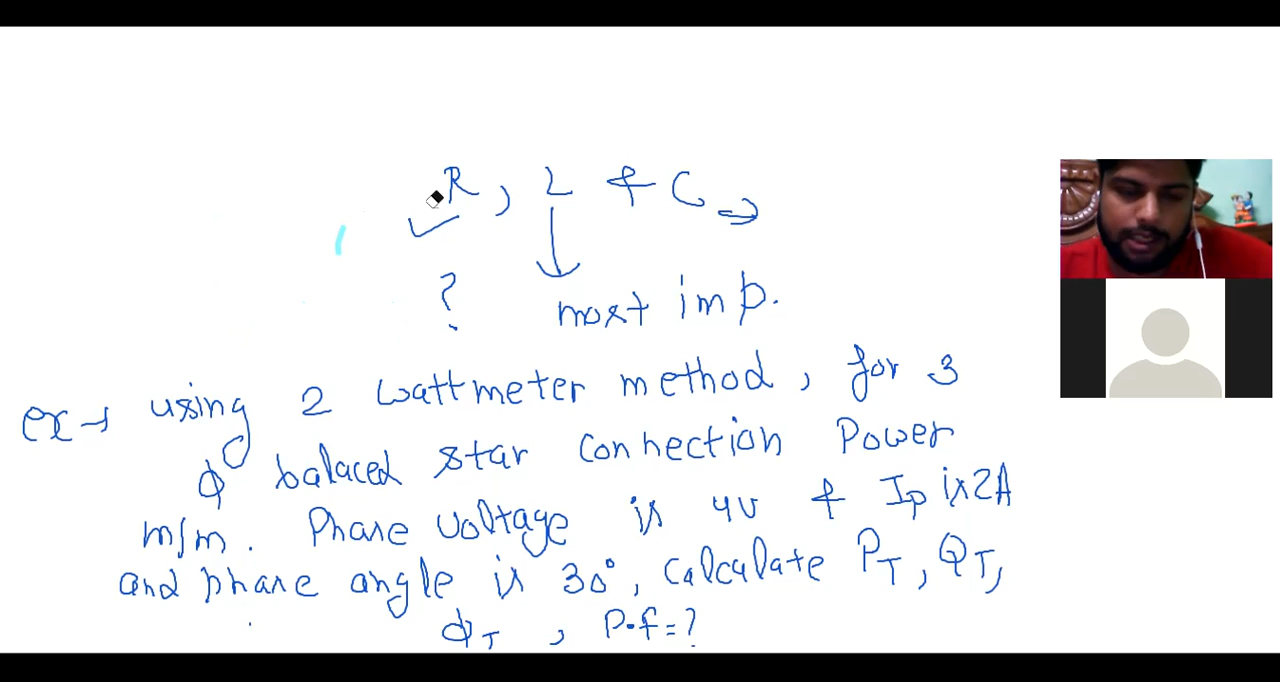 R, L & C →
? most imp.
ex → using 2 wattmeter method, for 3
ϕ balaced star connection Power
m/m. Phase voltage is 4V & Ip is 2A
and phase angle is 30°, calculate PT, QT,
ϕT, P.f = ?